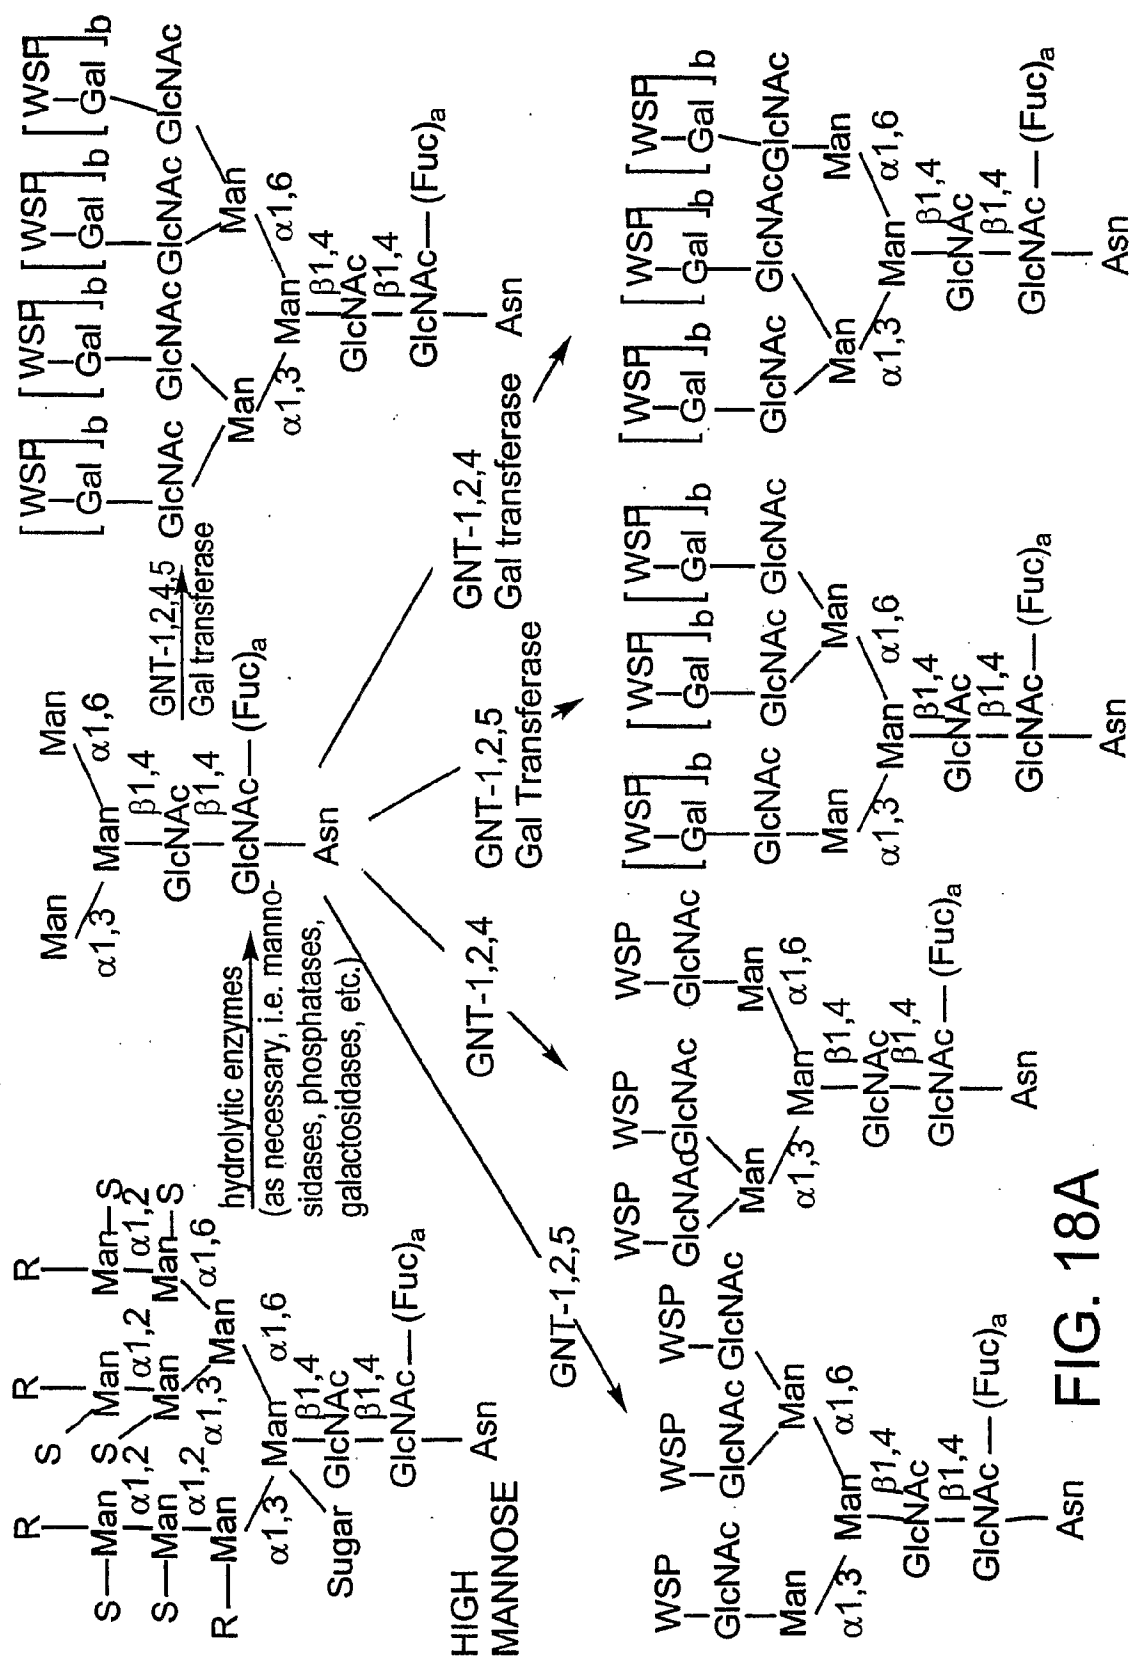 R
R
R
S—Man
S
Man
Man—S
α1,2
α1,2
α1,2
S—Man
S
Man
Man—S
α1,2
α1,3
α1,6
R—Man
Man
α1,3
α1,6
Man
Sugar
β1,4
GlcNAc
β1,4
GlcNAc—(Fuc)a
Asn
HIGH
MANNOSE
hydrolytic enzymes
(as necessary, i.e. manno-
sidases, phosphatases,
galactosidases, etc.)
Man
Man
α1,3
α1,6
Man
β1,4
GlcNAc
β1,4
GlcNAc—(Fuc)a
Asn
GNT-1,2,4,5
Gal transferase
[WSP]b [WSP]b [WSP]b [WSP]b
[Gal]b [Gal]b [Gal]b [Gal]b
GlcNAc GlcNAc GlcNAc GlcNAc
Man
Man
α1,3
α1,6
Man
β1,4
GlcNAc
β1,4
GlcNAc—(Fuc)a
Asn
GNT-1,2,5
GNT-1,2,4
GNT-1,2,5
Gal Transferase
GNT-1,2,4
Gal transferase
WSP
WSP
WSP
GlcNAc GlcNAc GlcNAc
Man
Man
α1,3
α1,6
Man
β1,4
GlcNAc
β1,4
GlcNAc—(Fuc)a
Asn
WSP
WSP
WSP
GlcNAc GlcNAc GlcNAc
Man
Man
α1,3
α1,6
Man
β1,4
GlcNAc
β1,4
GlcNAc—(Fuc)a
Asn
[WSP]b [WSP]b [WSP]b
[Gal]b [Gal]b [Gal]b
GlcNAc GlcNAc GlcNAc
Man
Man
α1,3
α1,6
Man
β1,4
GlcNAc
β1,4
GlcNAc—(Fuc)a
Asn
[WSP]b [WSP]b [WSP]b
[Gal]b [Gal]b [Gal]b
GlcNAc GlcNAc GlcNAc
Man
Man
α1,3
α1,6
Man
β1,4
GlcNAc
β1,4
GlcNAc—(Fuc)a
Asn
FIG. 18A